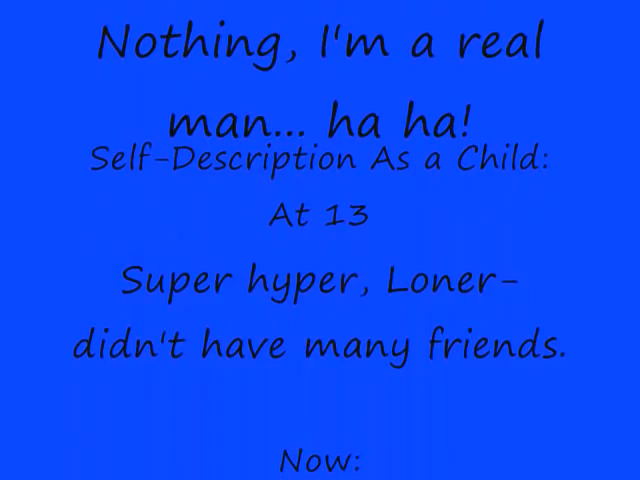 Nothing, I'm a real
man... ha ha!
Self-Description As a Child:
At 13
Super hyper, Loner-
didn't have many friends.
Now: